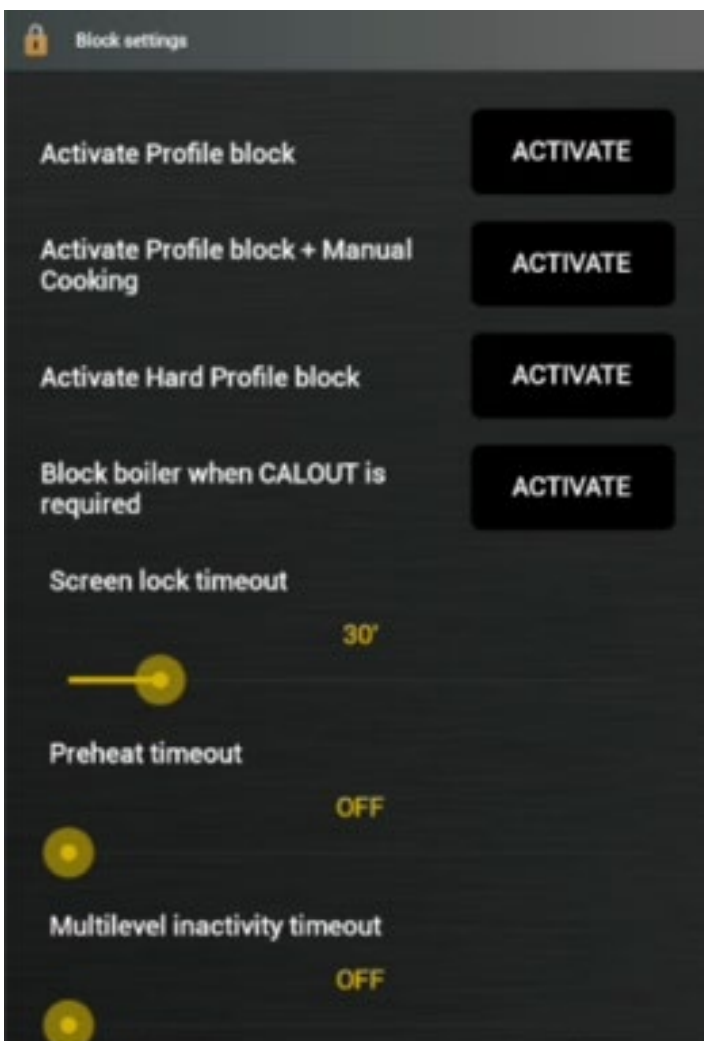 Block settings
Activate Profile block
ACTIVATE
Activate Profile block + Manual
Cooking
ACTIVATE
Activate Hard Profile block
ACTIVATE
Block boiler when CALOUT is
required
ACTIVATE
Screen lock timeout
30'
Preheat timeout
OFF
Multilevel inactivity timeout
OFF